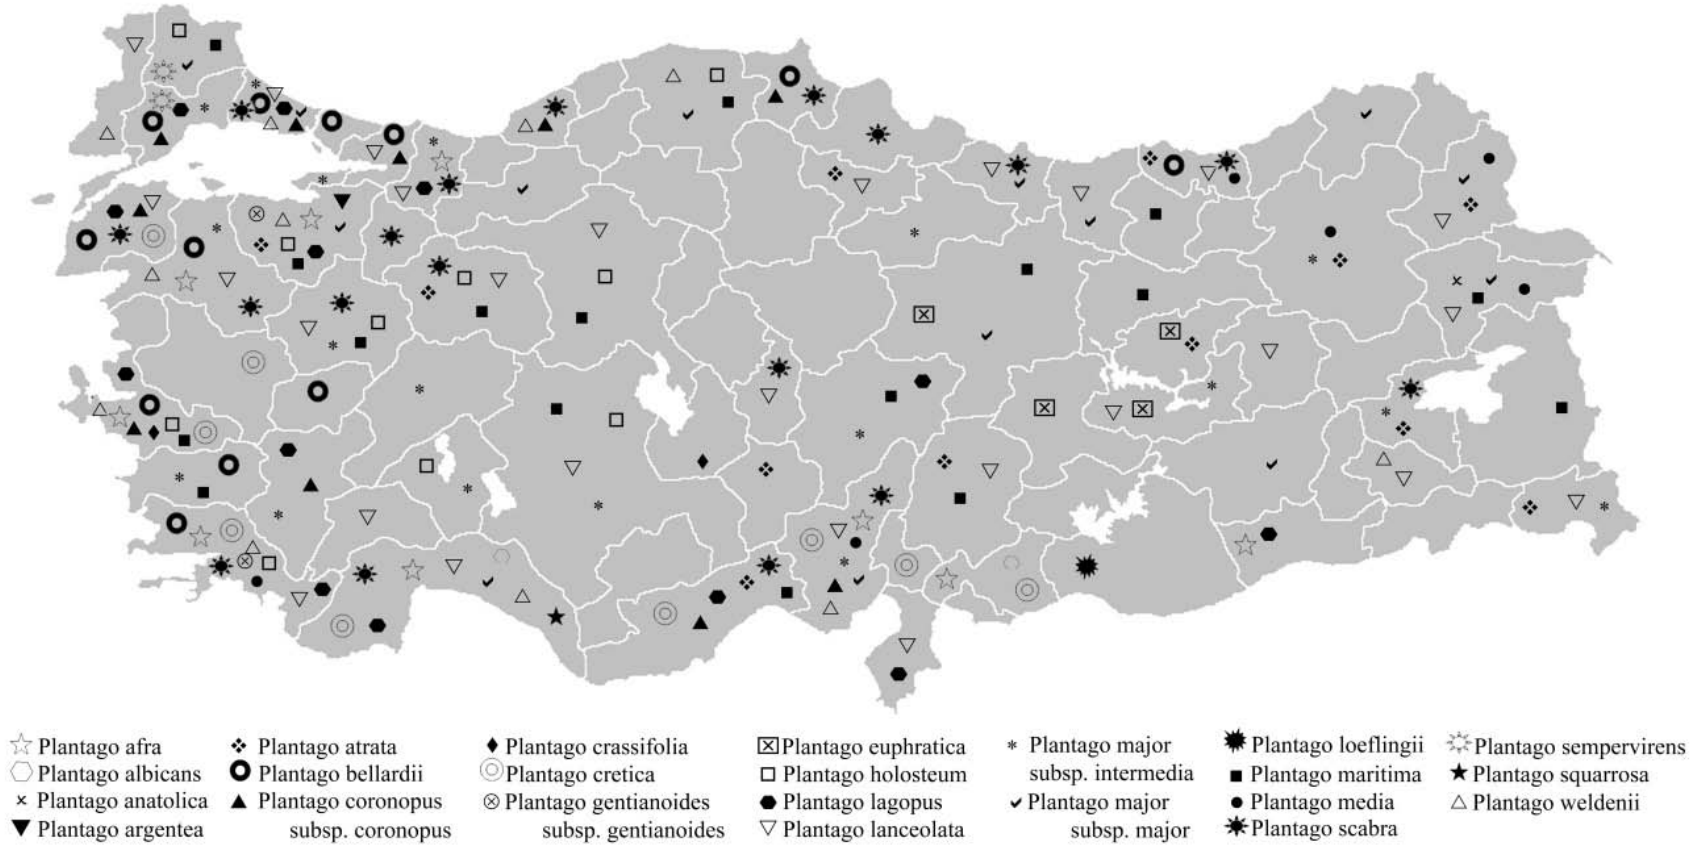 Plantago afra
Plantago albicans
Plantago anatolica
Plantago argentea
Plantago atrata
Plantago bellardii
Plantago coronopus
subsp. coronopus
Plantago crassifolia
Plantago cretica
Plantago gentianoides
subsp. gentianoides
Plantago euphratica
Plantago holosteum
Plantago lagopus
Plantago lanceolata
Plantago major
subsp. intermedia
Plantago major
subsp. major
Plantago loeflingii
Plantago maritima
Plantago media
Plantago scabra
Plantago sempervirens
Plantago squarrosa
Plantago weldenii